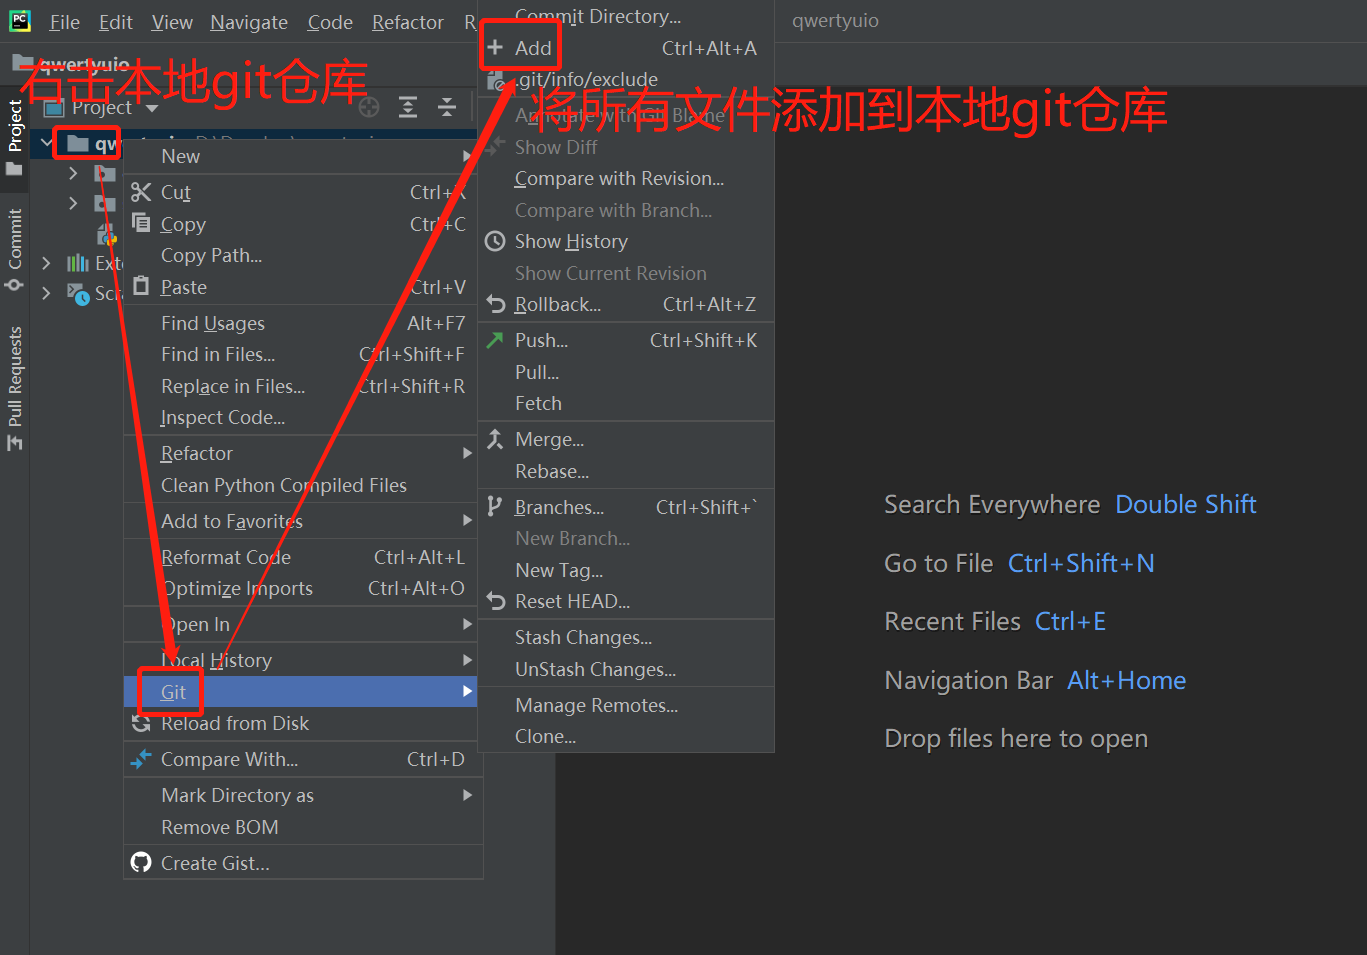 PC File Edit View Navigate Code Refactor R
qwertyuio
qwertyuio
右击本地git仓库
Project
Project
Commit
Pull Requests
qw
Exte
Scra
New
Cut Ctrl+X
Copy Ctrl+C
Copy Path...
Paste Ctrl+V
Find Usages Alt+F7
Find in Files... Ctrl+Shift+F
Replace in Files... Ctrl+Shift+R
Inspect Code...
Refactor
Clean Python Compiled Files
Add to Favorites
Reformat Code Ctrl+Alt+L
Optimize Imports Ctrl+Alt+O
Open In
Local History
Git
Reload from Disk
Compare With... Ctrl+D
Mark Directory as
Remove BOM
Create Gist...
Commit Directory...
Add Ctrl+Alt+A
.git/info/exclude
将所有文件添加到本地git仓库
Annotate with Git Blame
Show Diff
Compare with Revision...
Compare with Branch...
Show History
Show Current Revision
Rollback... Ctrl+Alt+Z
Push... Ctrl+Shift+K
Pull...
Fetch
Merge...
Rebase...
Branches... Ctrl+Shift+`
New Branch...
New Tag...
Reset HEAD...
Stash Changes...
UnStash Changes...
Manage Remotes...
Clone...
Search Everywhere Double Shift
Go to File Ctrl+Shift+N
Recent Files Ctrl+E
Navigation Bar Alt+Home
Drop files here to open